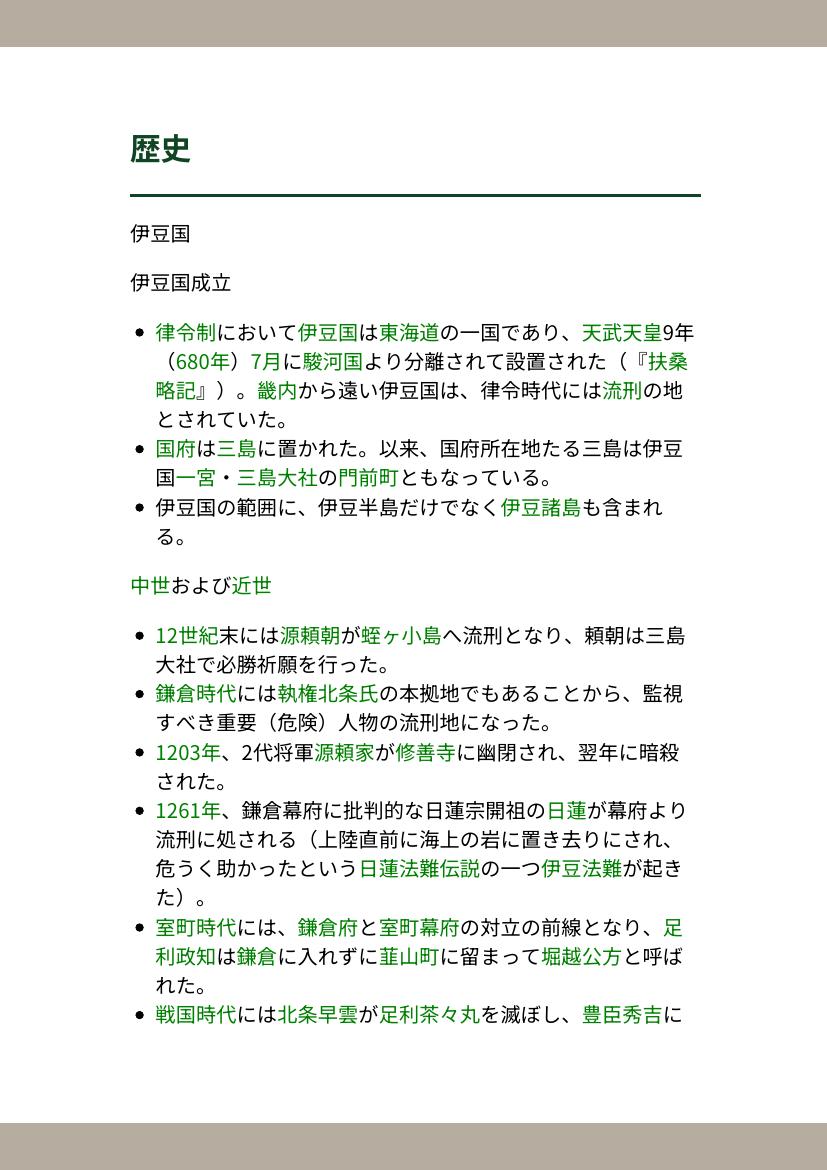 歴史
伊豆国
伊豆国成立
律令制において伊豆国は東海道の一国であり、天武天皇9年
（680年）7月に駿河国より分離されて設置された（『扶桑
略記』）。畿内から遠い伊豆国は、律令時代には流刑の地
とされていた。
国府は三島に置かれた。以来、国府所在地たる三島は伊豆
国一宮・三島大社の門前町ともなっている。
伊豆国の範囲に、伊豆半島だけでなく伊豆諸島も含まれ
る。
中世および近世
12世紀末には源頼朝が蛭ヶ小島へ流刑となり、頼朝は三島
大社で必勝祈願を行った。
鎌倉時代には執権北条氏の本拠地でもあることから、監視
すべき重要（危険）人物の流刑地になった。
1203年、2代将軍源頼家が修善寺に幽閉され、翌年に暗殺
された。
1261年、鎌倉幕府に批判的な日蓮宗開祖の日蓮が幕府より
流刑に処される（上陸直前に海上の岩に置き去りにされ、
危うく助かったという日蓮法難伝説の一つ伊豆法難が起き
た）。
室町時代には、鎌倉府と室町幕府の対立の前線となり、足
利政知は鎌倉に入れずに韮山町に留まって堀越公方と呼ば
れた。
戦国時代には北条早雲が足利茶々丸を滅ぼし、豊臣秀吉に